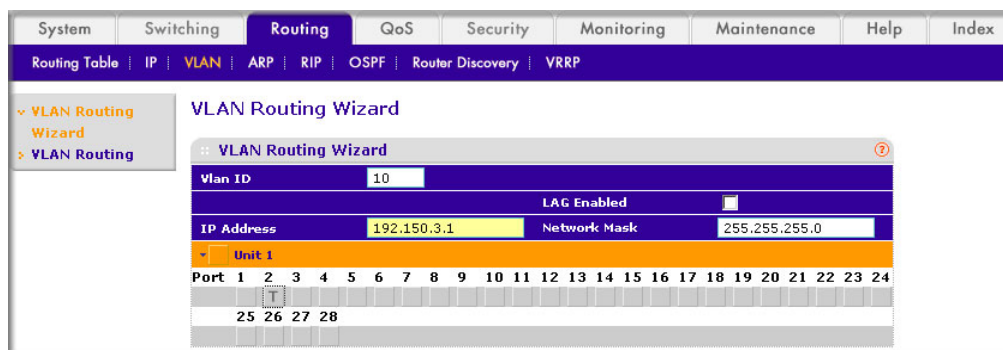 System Switching Routing QoS Security Monitoring Maintenance Help Index
Routing Table | IP | VLAN | ARP | RIP | OSPF | Router Discovery | VRRP
VLAN Routing Wizard
VLAN Routing
VLAN Routing Wizard
VLAN Routing Wizard ?
Vlan ID 10
LAG Enabled
IP Address 192.150.3.1 Network Mask 255.255.255.0
Unit 1
Port 1 2 3 4 5 6 7 8 9 10 11 12 13 14 15 16 17 18 19 20 21 22 23 24
T
25 26 27 28